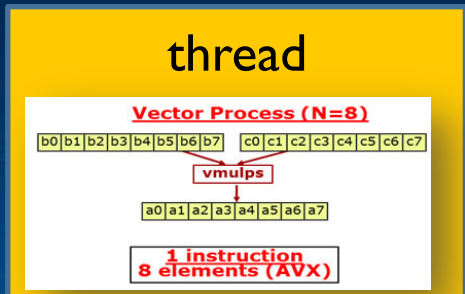 thread
Vector Process (N=8)
b0 b1 b2 b3 b4 b5 b6 b7 c0 c1 c2 c3 c4 c5 c6 c7
vmulps
a0 a1 a2 a3 a4 a5 a6 a7
1 instruction
8 elements (AVX)